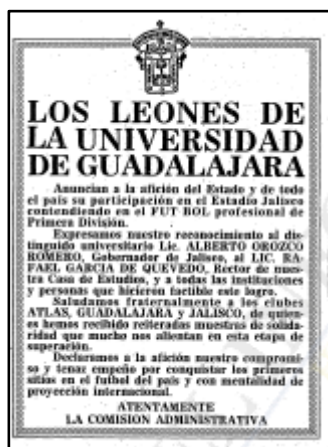 LOS LEONES DE
LA UNIVERSIDAD
DE GUADALAJARA
Anuncian a la afición del Estado y de todo
el país su participación en el Estadio Jalisco
contendiendo en el FUT BOL profesional de
Primera División.
Expresamos nuestro reconocimiento al dis-
tinguido universitario Lic. ALBERTO OROZCO
ROMERO, Gobernador de Jalisco, al LIC. RA-
FAEL GARCIA DE QUEVEDO, Rector de nues-
tra Casa de Estudios, y a todas las instituciones
y personas que hicieron factible este logro.
Saludamos fraternalmente a los clubes
ATLAS, GUADALAJARA y JALISCO, de quien-
es hemos recibido reiteradas muestras de solida-
ridad que mucho nos alientan en esta etapa de
superación.
Declaramos a la afición nuestro compromi-
so y tenaz empeño por conquistar los primeros
sitios en el futbol del país y con mentalidad de
proyección internacional.
ATENTAMENTE
LA COMISION ADMINISTRATIVA